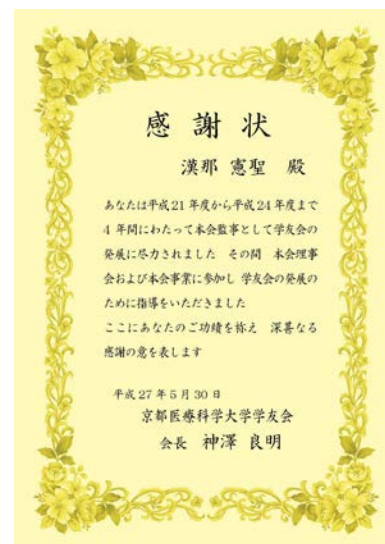 感謝状
漢那 憲聖 殿
あなたは平成21年度から平成24年度まで
4年間にわたって本会監事として学友会の
発展に尽力されました その間 本会理事
会および本会事業に参加し 学友会の発展の
ために指導をいただきました
ここにあなたのご功績を称え 深甚なる
感謝の意を表します
平成27年5月30日
京都医療科学大学学友会
会長 神澤 良明